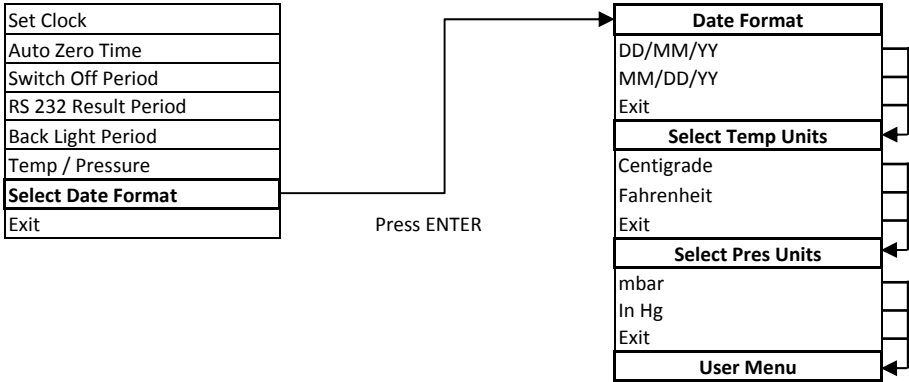 Set Clock
Auto Zero Time
Switch Off Period
RS 232 Result Period
Back Light Period
Temp / Pressure
Select Date Format
Exit
Press ENTER
Date Format
DD/MM/YY
MM/DD/YY
Exit
Select Temp Units
Centigrade
Fahrenheit
Exit
Select Pres Units
mbar
In Hg
Exit
User Menu